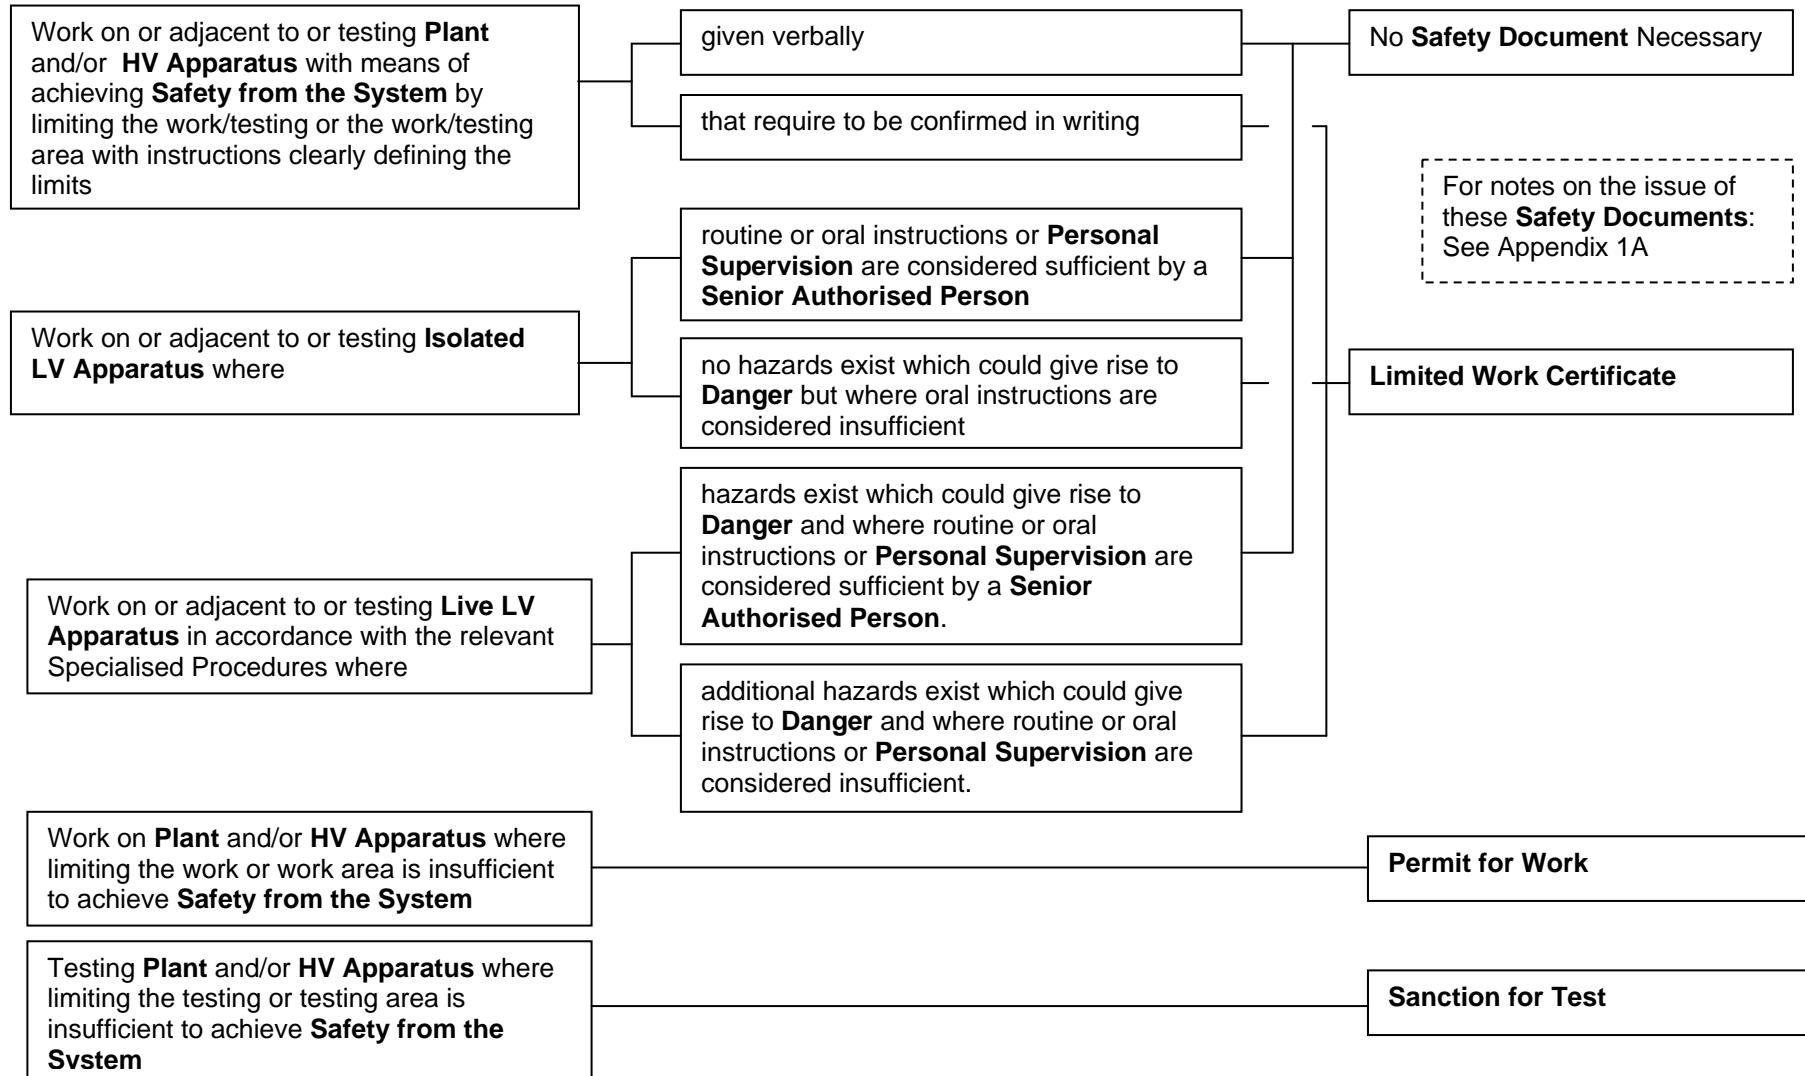 Work on or adjacent to or testing Plant
and/or HV Apparatus with means of
achieving Safety from the System by
limiting the work/testing or the work/testing
area with instructions clearly defining the
limits
given verbally
that require to be confirmed in writing
No Safety Document Necessary
For notes on the issue of
these Safety Documents:
See Appendix 1A
Work on or adjacent to or testing Isolated
LV Apparatus where
routine or oral instructions or Personal
Supervision are considered sufficient by a
Senior Authorised Person
no hazards exist which could give rise to
Danger but where oral instructions are
considered insufficient
Limited Work Certificate
Work on or adjacent to or testing Live LV
Apparatus in accordance with the relevant
Specialised Procedures where
hazards exist which could give rise to
Danger and where routine or oral
instructions or Personal Supervision are
considered sufficient by a Senior
Authorised Person.
additional hazards exist which could give
rise to Danger and where routine or oral
instructions or Personal Supervision are
considered insufficient.
Work on Plant and/or HV Apparatus where
limiting the work or work area is insufficient
to achieve Safety from the System
Permit for Work
Testing Plant and/or HV Apparatus where
limiting the testing or testing area is
insufficient to achieve Safety from the
System
Sanction for Test